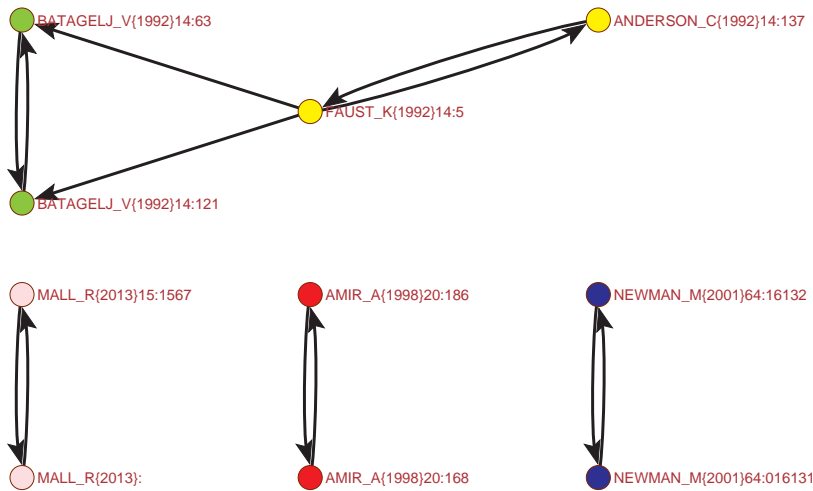 BATAGELJ_V{1992}14:63
ANDERSON_C{1992}14:137
FAUST_K{1992}14:5
BATAGELJ_V{1992}14:121
MALL_R{2013}15:1567
AMIR_A{1998}20:186
NEWMAN_M{2001}64:16132
MALL_R{2013}:
AMIR_A{1998}20:168
NEWMAN_M{2001}64:016131